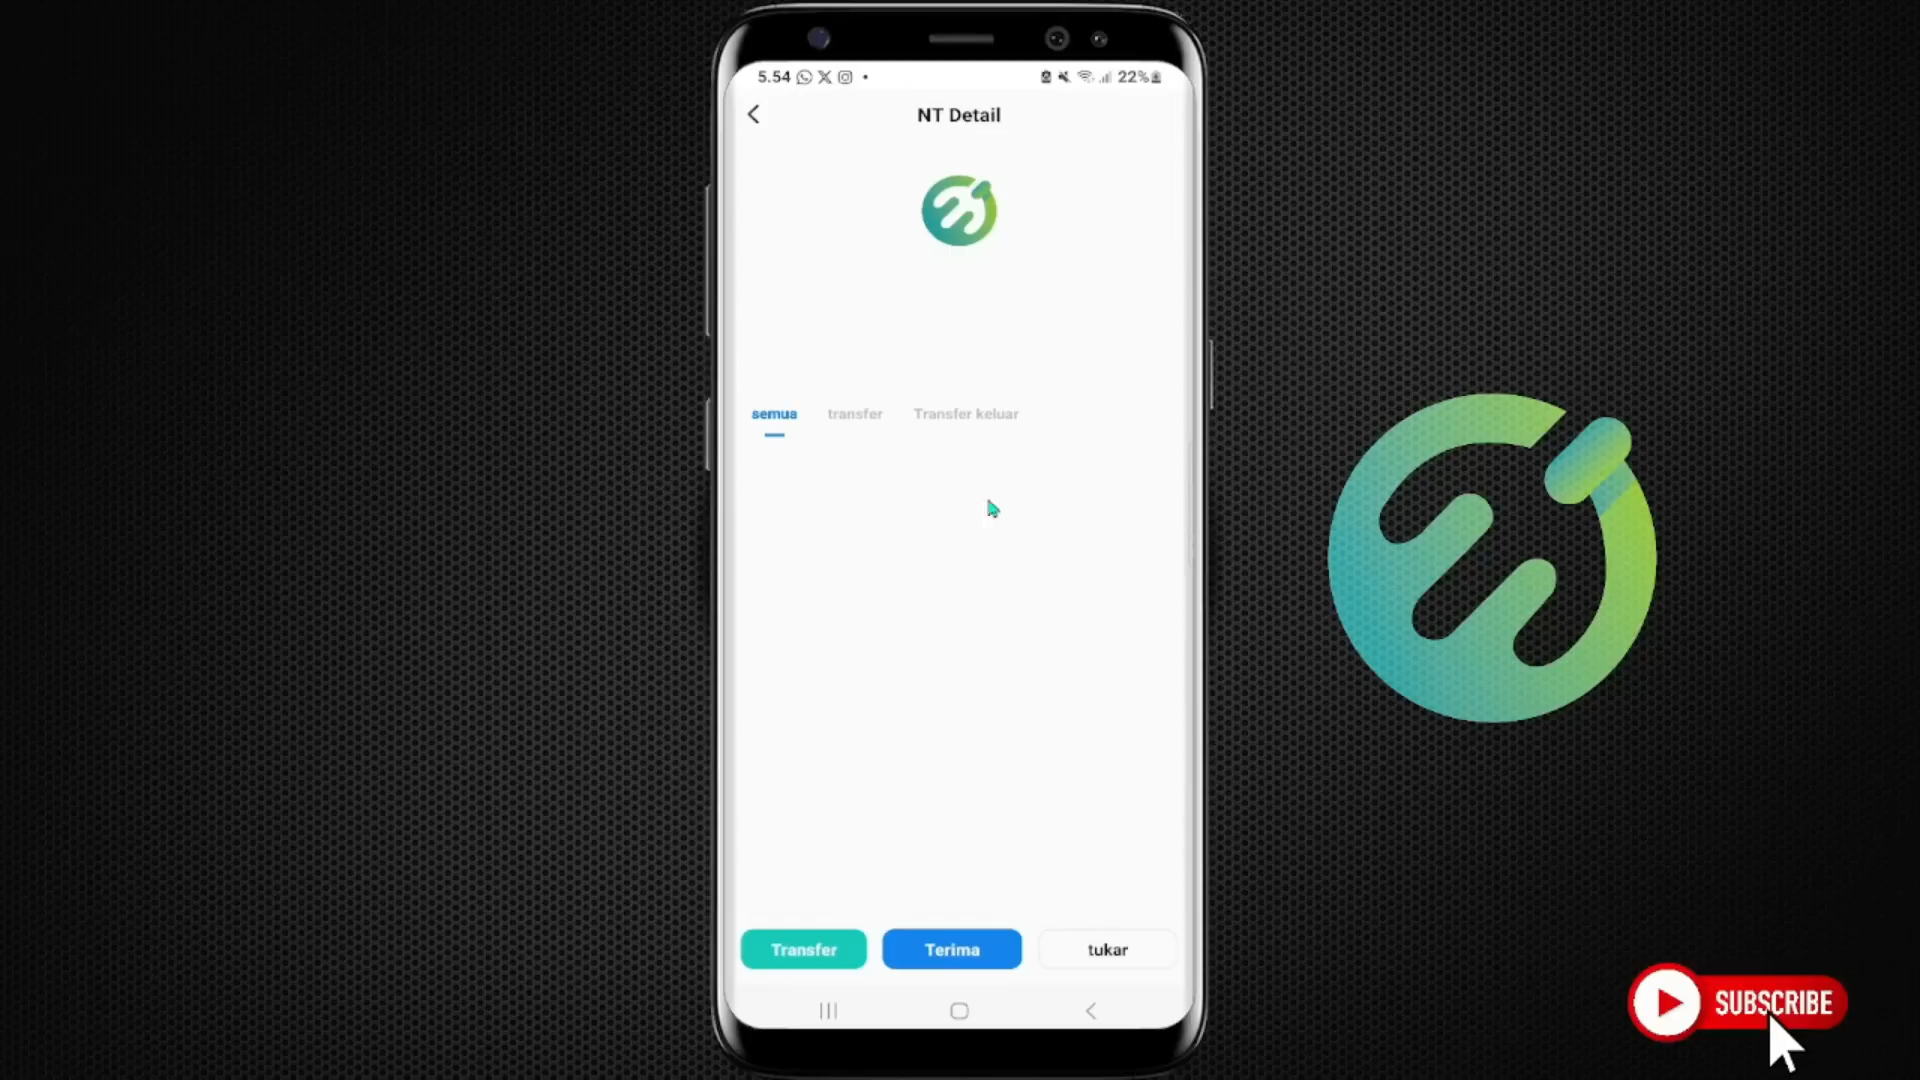 5.54
22%
NT Detail
semua transfer Transfer keluar
Transfer Terima tukar
SUBSCRIBE